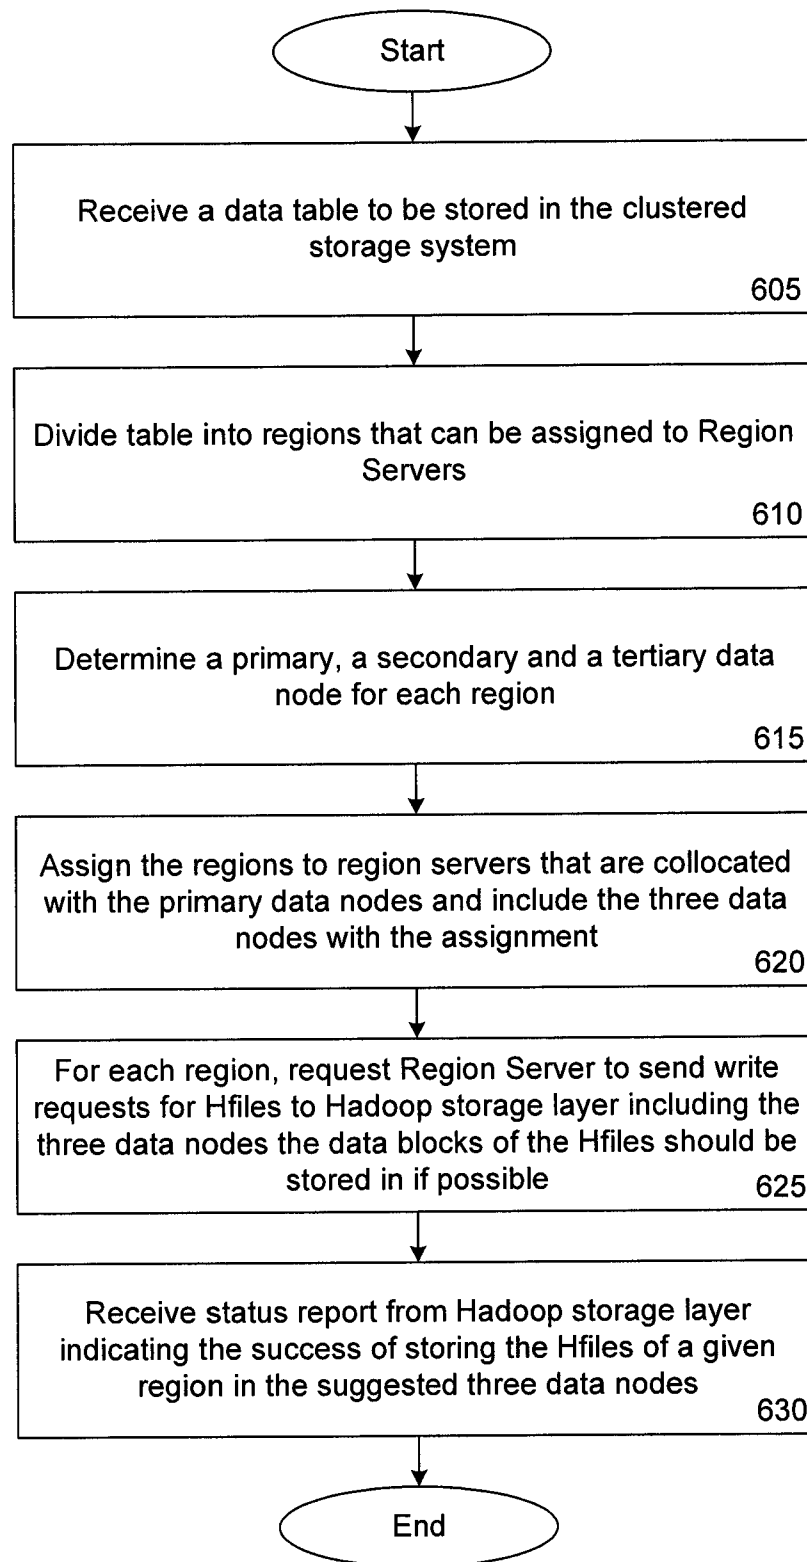 Start
Receive a data table to be stored in the clustered
storage system
605
Divide table into regions that can be assigned to Region
Servers
610
Determine a primary, a secondary and a tertiary data
node for each region
615
Assign the regions to region servers that are collocated
with the primary data nodes and include the three data
nodes with the assignment
620
For each region, request Region Server to send write
requests for Hfiles to Hadoop storage layer including the
three data nodes the data blocks of the Hfiles should be
stored in if possible
625
Receive status report from Hadoop storage layer
indicating the success of storing the Hfiles of a given
region in the suggested three data nodes
630
End